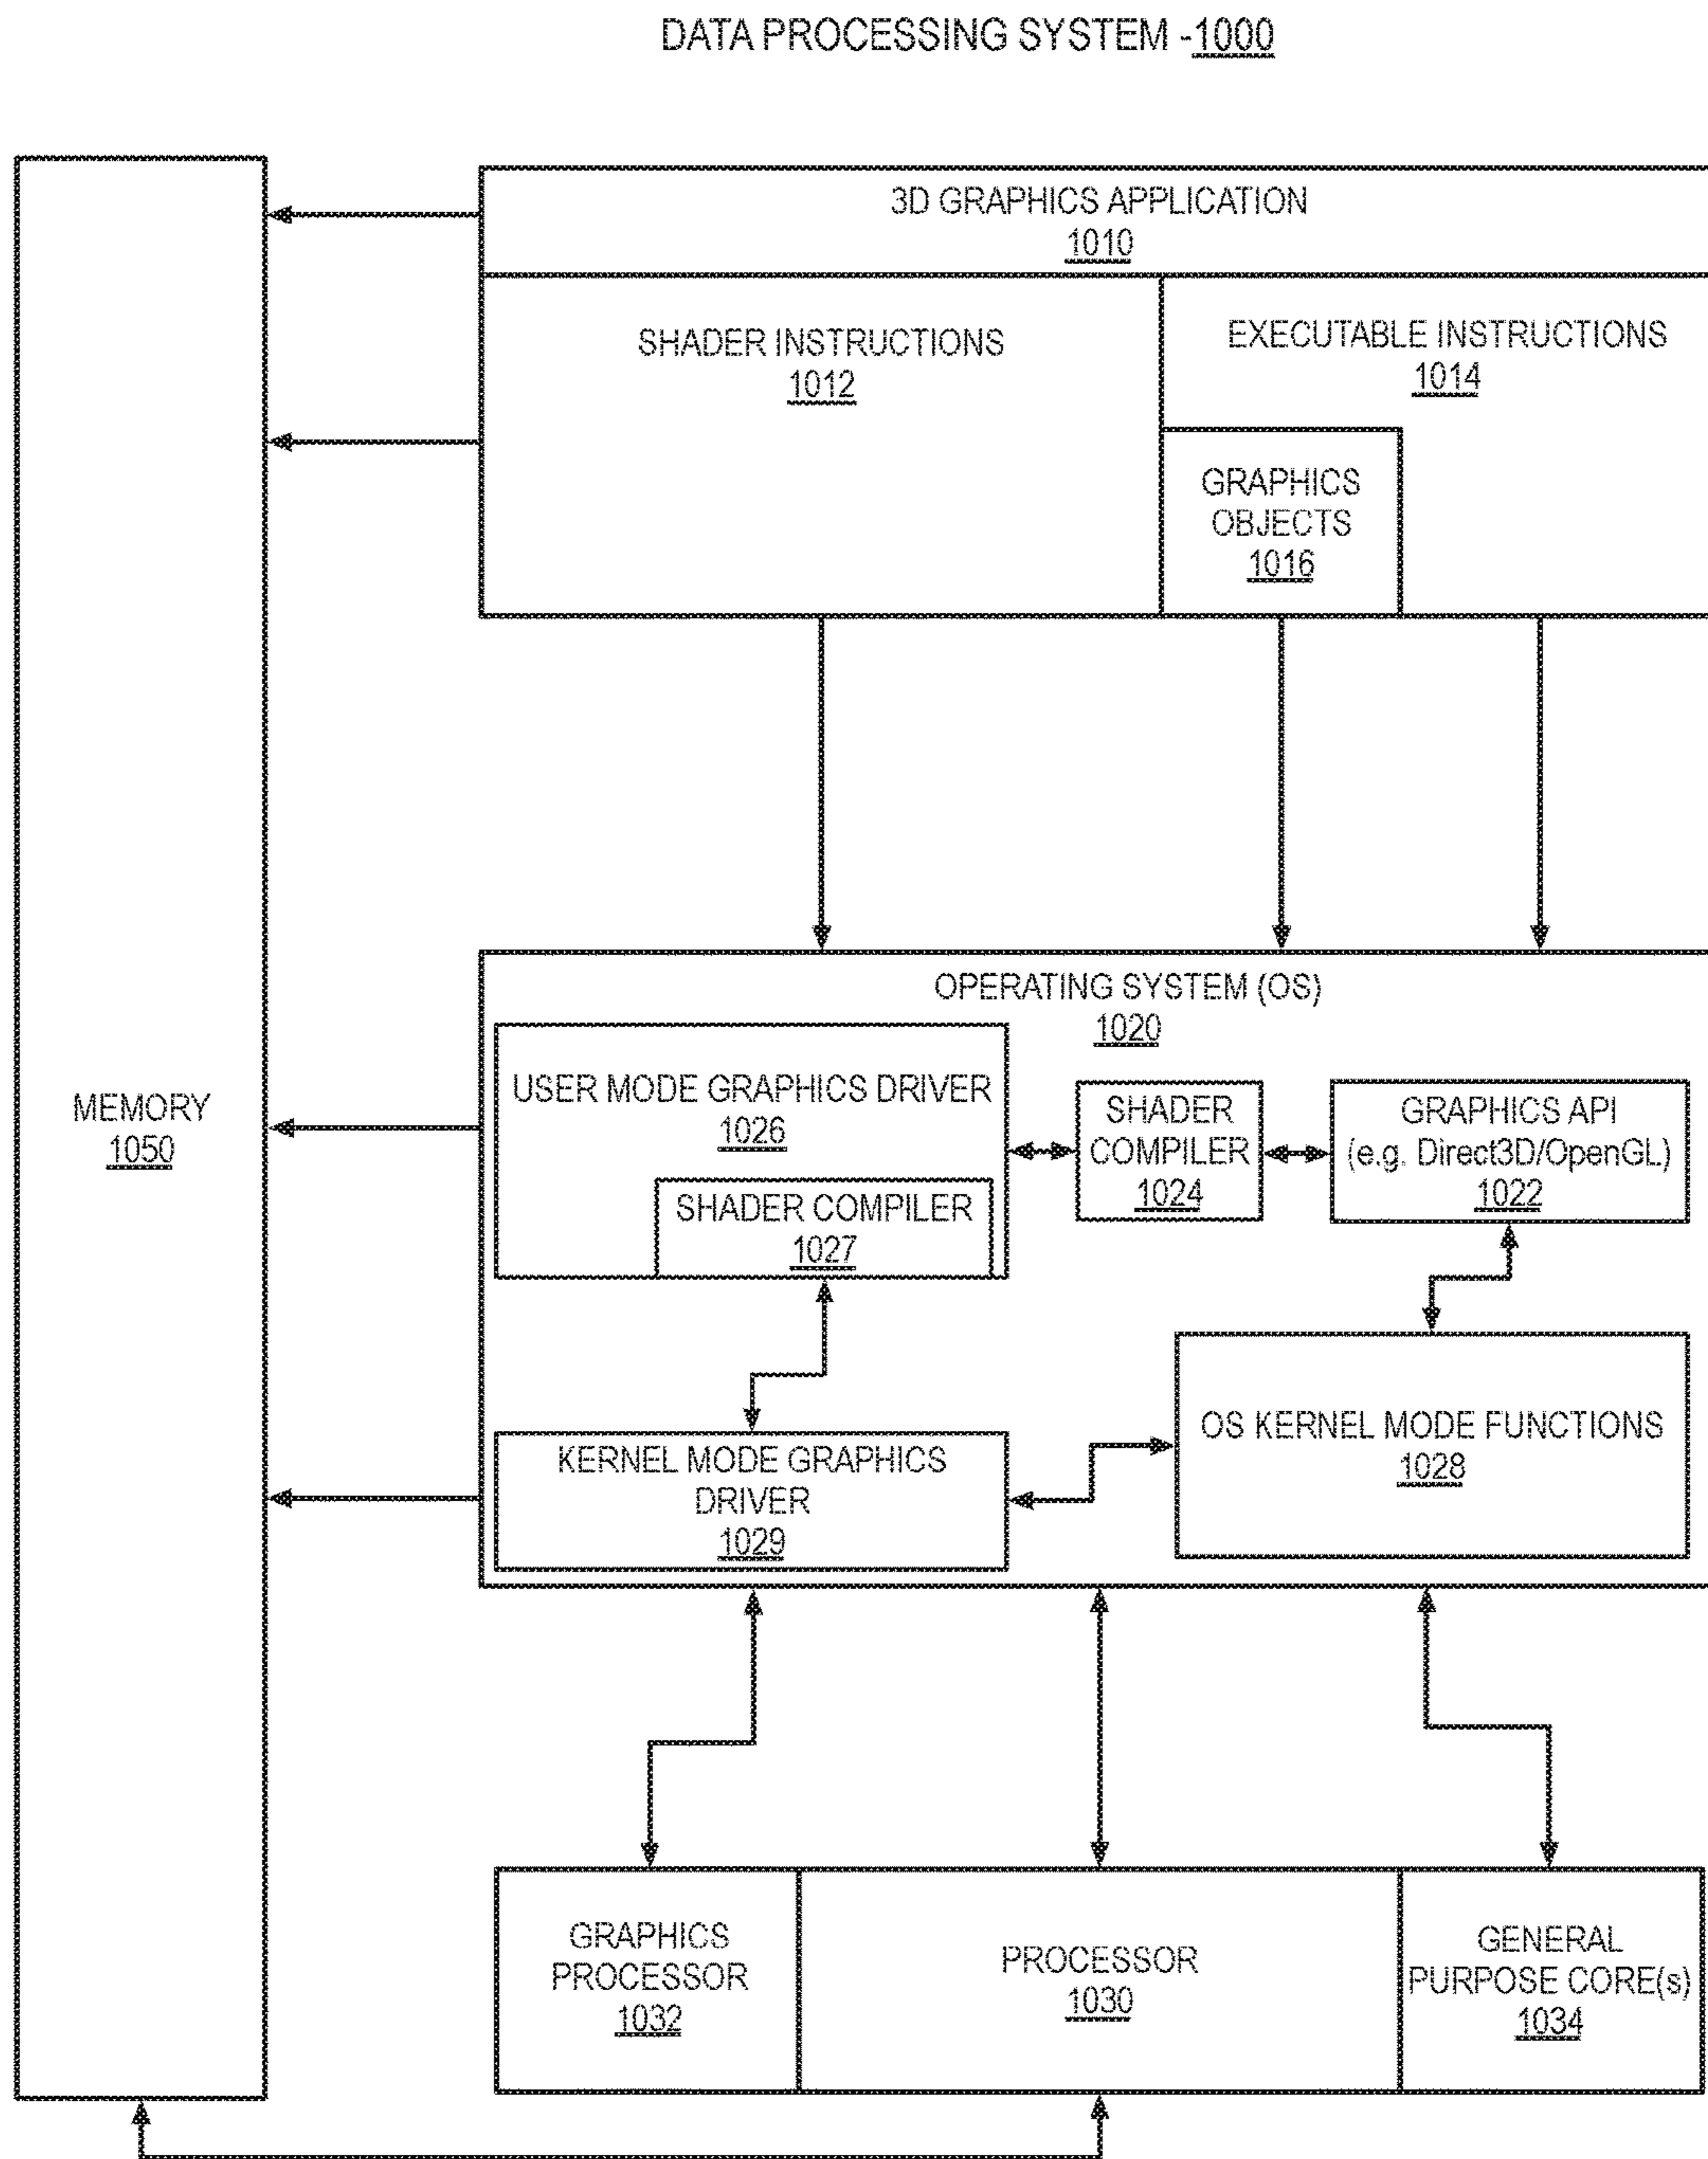 DATA PROCESSING SYSTEM -1000
3D GRAPHICS APPLICATION
1010
SHADER INSTRUCTIONS
1012
EXECUTABLE INSTRUCTIONS
1014
GRAPHICS
OBJECTS
1016
OPERATING SYSTEM (OS)
1020
USER MODE GRAPHICS DRIVER
1026
SHADER COMPILER
1027
SHADER
COMPILER
1024
GRAPHICS API
(e.g. Direct3D/OpenGL)
1022
MEMORY
1050
KERNEL MODE GRAPHICS
DRIVER
1029
OS KERNEL MODE FUNCTIONS
1028
GRAPHICS
PROCESSOR
1032
PROCESSOR
1030
GENERAL
PURPOSE CORE(s)
1034